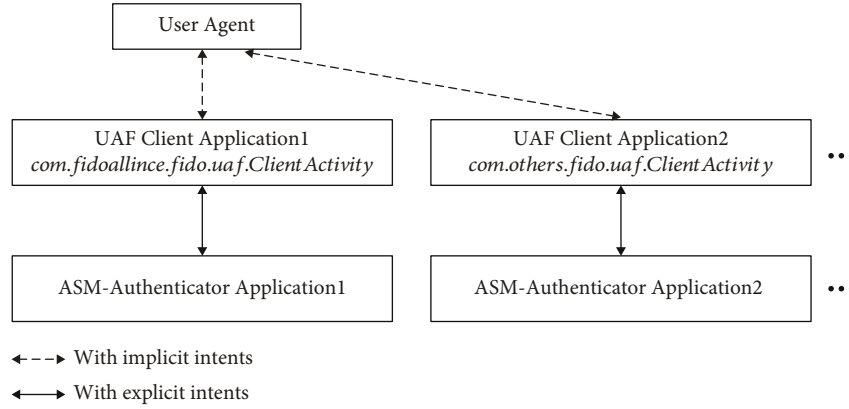 User Agent
UAF Client Application1
com.fidoallince.fido.uaf.ClientActivity
UAF Client Application2
com.others.fido.uaf.ClientActivity
••
ASM-Authenticator Application1
ASM-Authenticator Application2
••
With implicit intents
With explicit intents